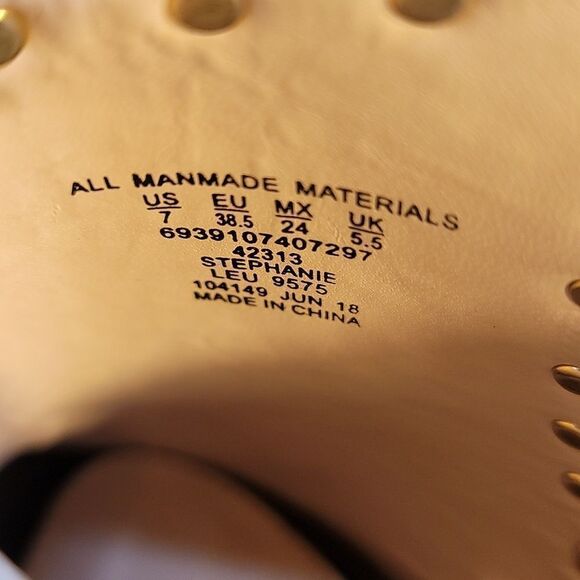 ALL MANMADE MATERIALS
US EU MX UK
7 38.5 24 5.5
6939107407297
42313
STEPHANIE
LEU 9575
104149 JUN 18
MADE IN CHINA